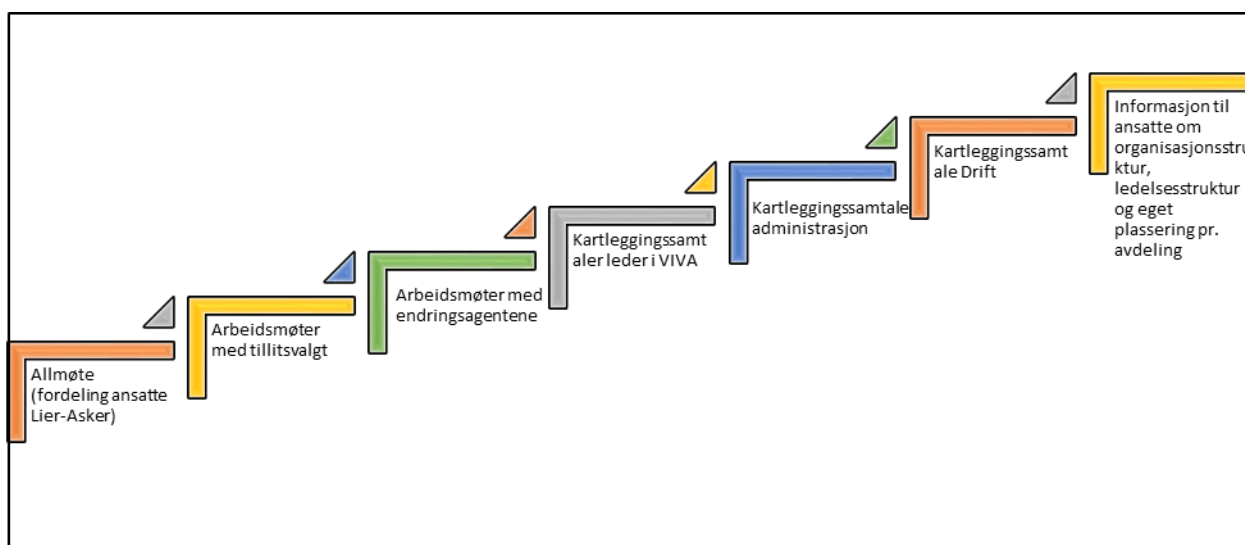 Allmøte
(fordeling ansatte
Lier-Asker)
Arbeidsmøter
med tillitsvalgt
Arbeidsmøter med
endringsagentene
Kartleggingssamt
aler leder i VIVA
Kartleggingssamtale
administrasjon
Kartleggingssamt
ale Drift
Informasjon til
ansatte om
organisasjonsstru
ktur,
ledelsesstruktur
og eget
plassering pr.
avdeling